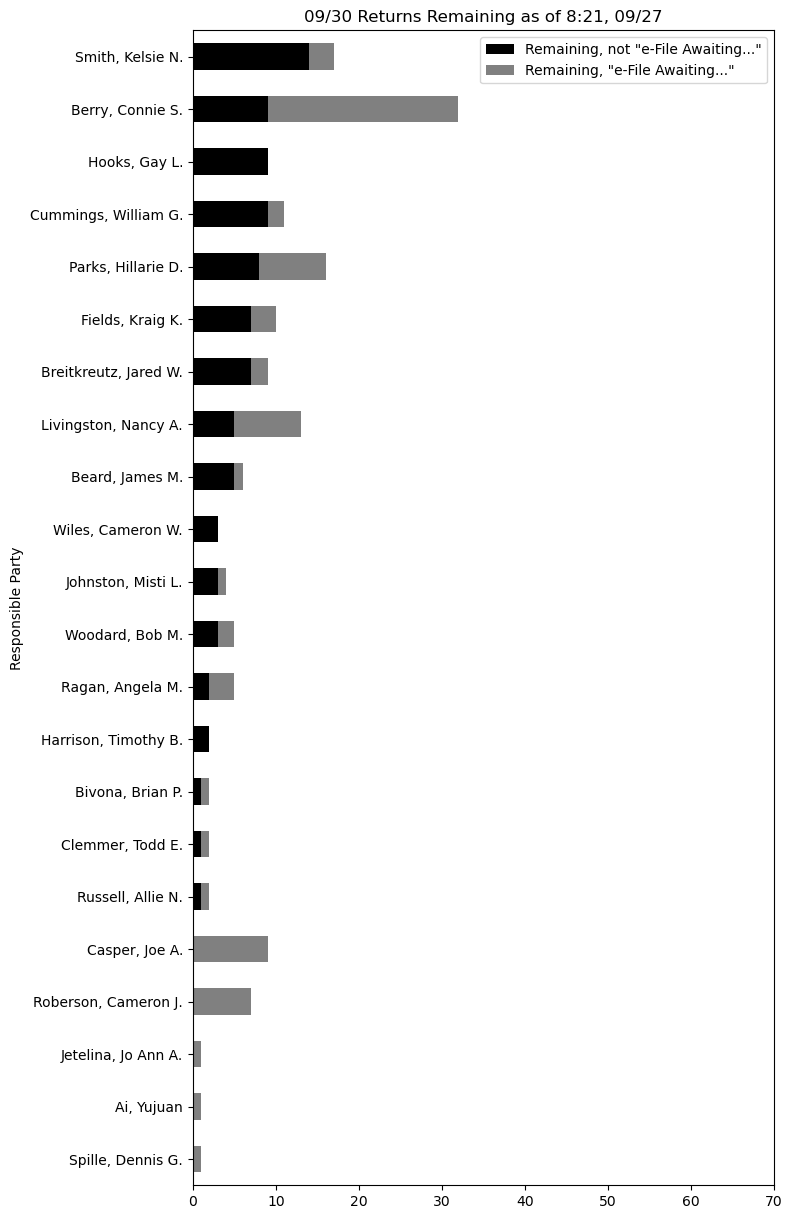 09/30 Returns Remaining as of 8:21, 09/27
Remaining, not "e-File Awaiting..."
Remaining, "e-File Awaiting..."
Responsible Party
Smith, Kelsie N.
Berry, Connie S.
Hooks, Gay L.
Cummings, William G.
Parks, Hillarie D.
Fields, Kraig K.
Breitkreutz, Jared W.
Livingston, Nancy A.
Beard, James M.
Wiles, Cameron W.
Johnston, Misti L.
Woodard, Bob M.
Ragan, Angela M.
Harrison, Timothy B.
Bivona, Brian P.
Clemmer, Todd E.
Russell, Allie N.
Casper, Joe A.
Roberson, Cameron J.
Jetelina, Jo Ann A.
Ai, Yujuan
Spille, Dennis G.
0 10 20 30 40 50 60 70